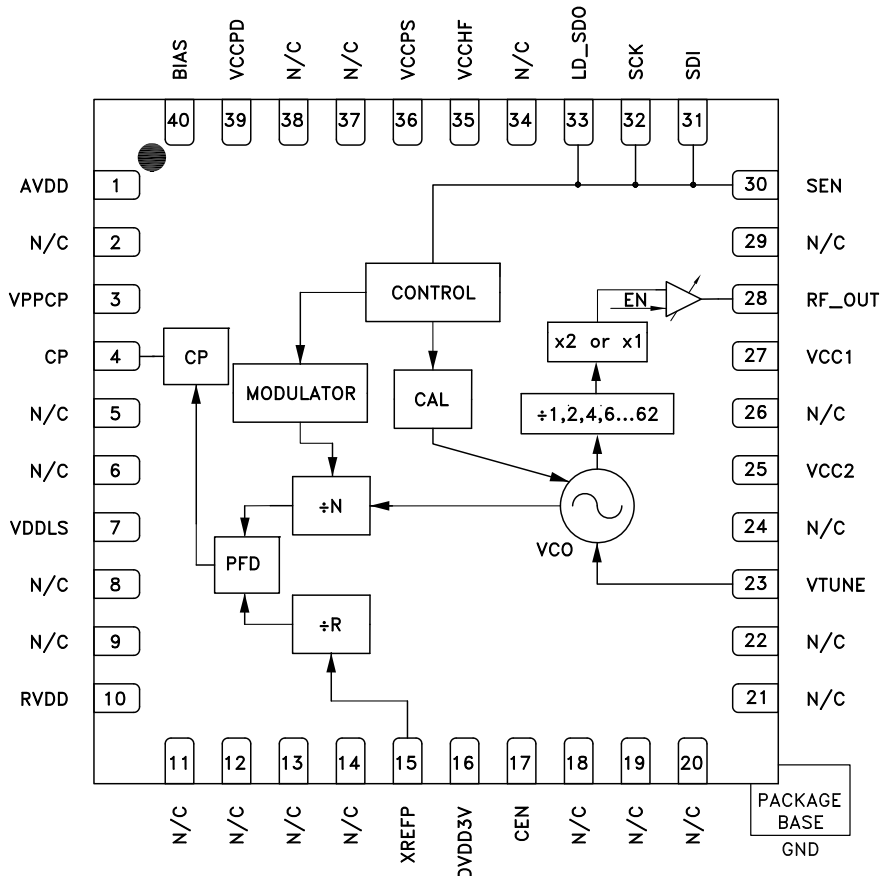 BIAS VCCPD N/C N/C VCCPS VCCHF N/C LD_SDO SCK SDI
40 39 38 37 36 35 34 33 32 31
AVDD 1 30 SEN
N/C 2 29 N/C
CONTROL
EN
VPPCP 3 28 RF_OUT
x2 or x1
CP 4 CP 27 VCC1
MODULATOR CAL
N/C 5 ÷1,2,4,6...62 26 N/C
N/C 6 25 VCC2
÷N
VCO
VDDLS 7 24 N/C
PFD
N/C 8 23 VTUNE
÷R
N/C 9 22 N/C
RVDD 10 21 N/C
11 12 13 14 15 16 17 18 19 20
N/C N/C N/C N/C XREFP DVDD3V CEN N/C N/C N/C
PACKAGE
BASE
GND